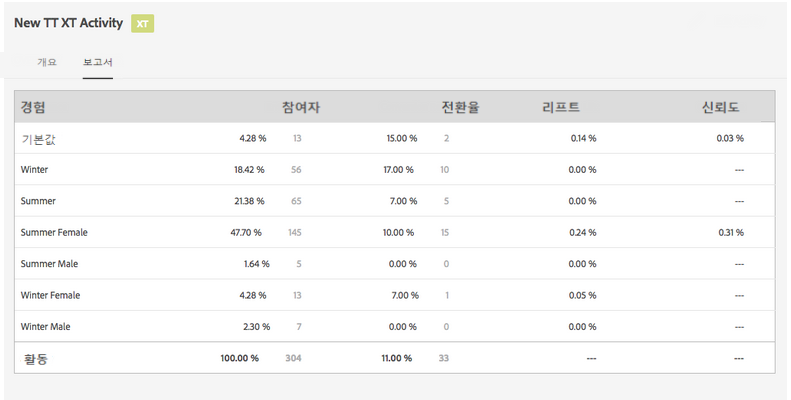 New TT XT Activity XT
개요 보고서
경험 참여자 전환율 리프트 신뢰도
기본값 4.28 % 13 15.00 % 2 0.14 % 0.03 %
Winter 18.42 % 56 17.00 % 10 0.00 % ---
Summer 21.38 % 65 7.00 % 5 0.00 % ---
Summer Female 47.70 % 145 10.00 % 15 0.24 % 0.31 %
Summer Male 1.64 % 5 0.00 % 0 0.00 % ---
Winter Female 4.28 % 13 7.00 % 1 0.05 % ---
Winter Male 2.30 % 7 0.00 % 0 0.00 % ---
활동 100.00 % 304 11.00 % 33 --- ---